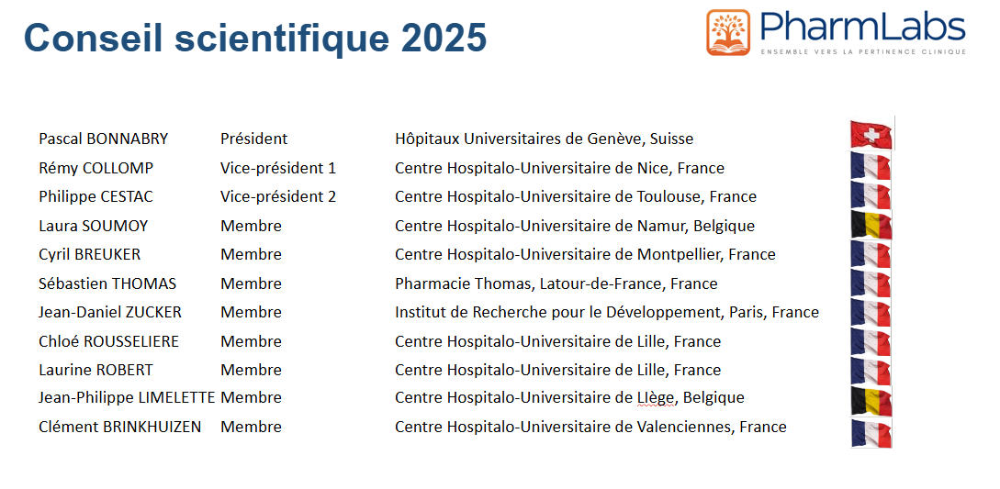 Conseil scientifique 2025
PharmLabs
ENSEMBLE VERS LA PERTINENCE CLINIQUE
Pascal BONNABRY Président Hôpitaux Universitaires de Genève, Suisse
Rémy COLLOMP Vice-président 1 Centre Hospitalo-Universitaire de Nice, France
Philippe CESTAC Vice-président 2 Centre Hospitalo-Universitaire de Toulouse, France
Laura SOUMOY Membre Centre Hospitalo-Universitaire de Namur, Belgique
Cyril BREUKER Membre Centre Hospitalo-Universitaire de Montpellier, France
Sébastien THOMAS Membre Pharmacie Thomas, Latour-de-France, France
Jean-Daniel ZUCKER Membre Institut de Recherche pour le Développement, Paris, France
Chloé ROUSSELIERE Membre Centre Hospitalo-Universitaire de Lille, France
Laurine ROBERT Membre Centre Hospitalo-Universitaire de Lille, France
Jean-Philippe LIMELETTE Membre Centre Hospitalo-Universitaire de LIège, Belgique
Clément BRINKHUIZEN Membre Centre Hospitalo-Universitaire de Valenciennes, France